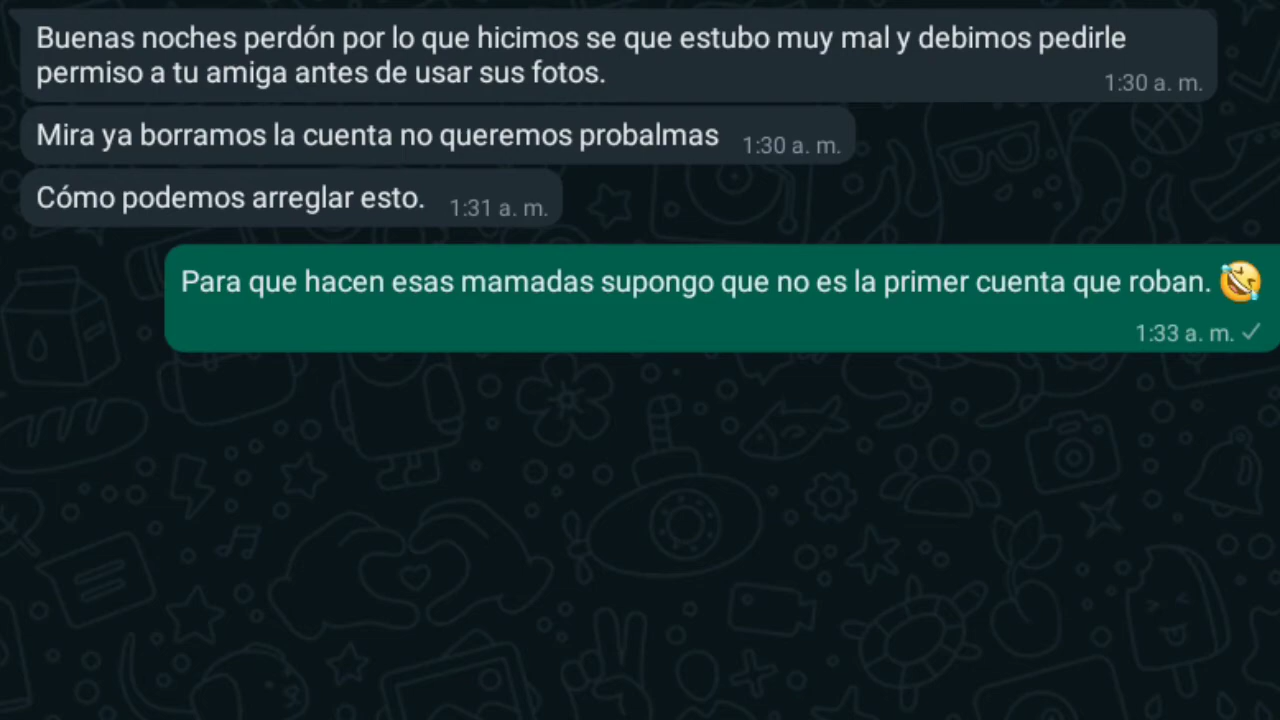 Buenas noches perdón por lo que hicimos se que estubo muy mal y debimos pedirle
permiso a tu amiga antes de usar sus fotos.
1:30 a. m.
Mira ya borramos la cuenta no queremos probalmas
1:30 a. m.
Cómo podemos arreglar esto.
1:31 a. m.
Para que hacen esas mamadas supongo que no es la primer cuenta que roban. 🤣
1:33 a. m.